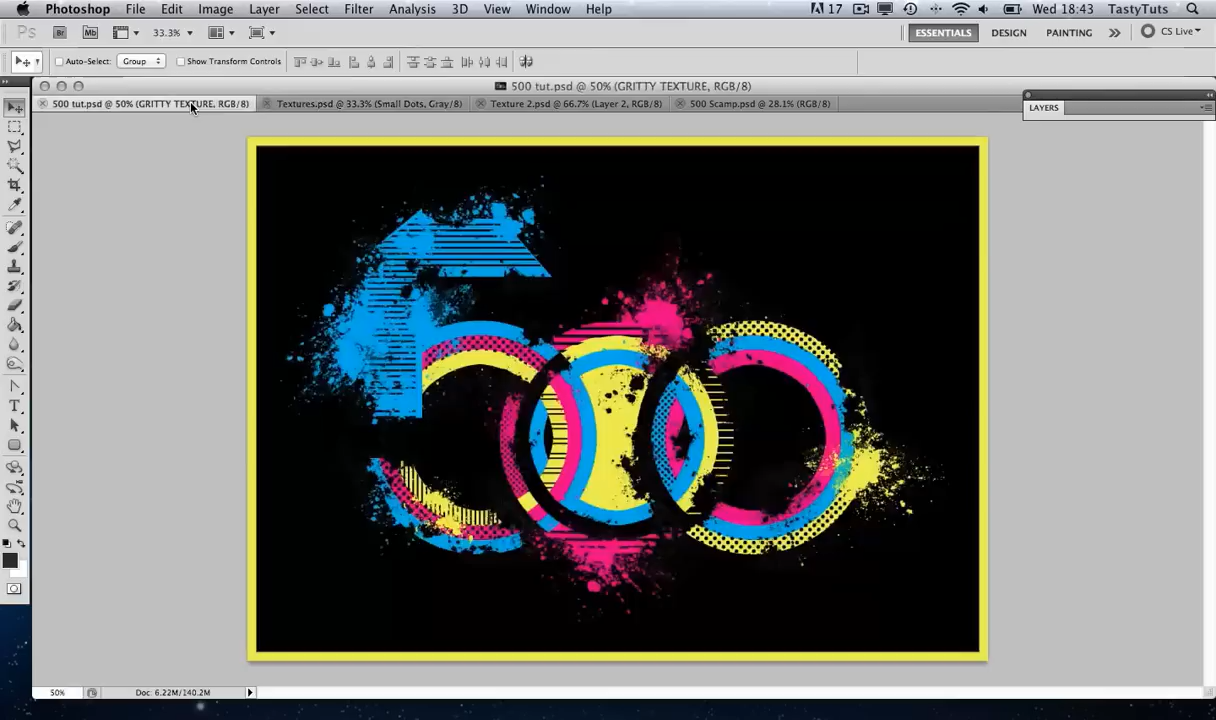 Photoshop File Edit Image Layer Select Filter Analysis 3D View Window Help 17 Wed 18:43 TastyTuts
Ps Br Mb 33.3% ESSENTIALS DESIGN PAINTING CS Live
Auto-Select: Group Show Transform Controls
500 tut.psd @ 50% (GRITTY TEXTURE, RGB/8)
500 tut.psd @ 50% (GRITTY TEXTURE, RGB/8) Textures.psd @ 33.3% (Small Dots, Gray/8) Texture 2.psd @ 66.7% (Layer 2, RGB/8) 500 Scamp.psd @ 28.1% (RGB/8)
LAYERS
500
50% Doc: 6.22M/140.2M